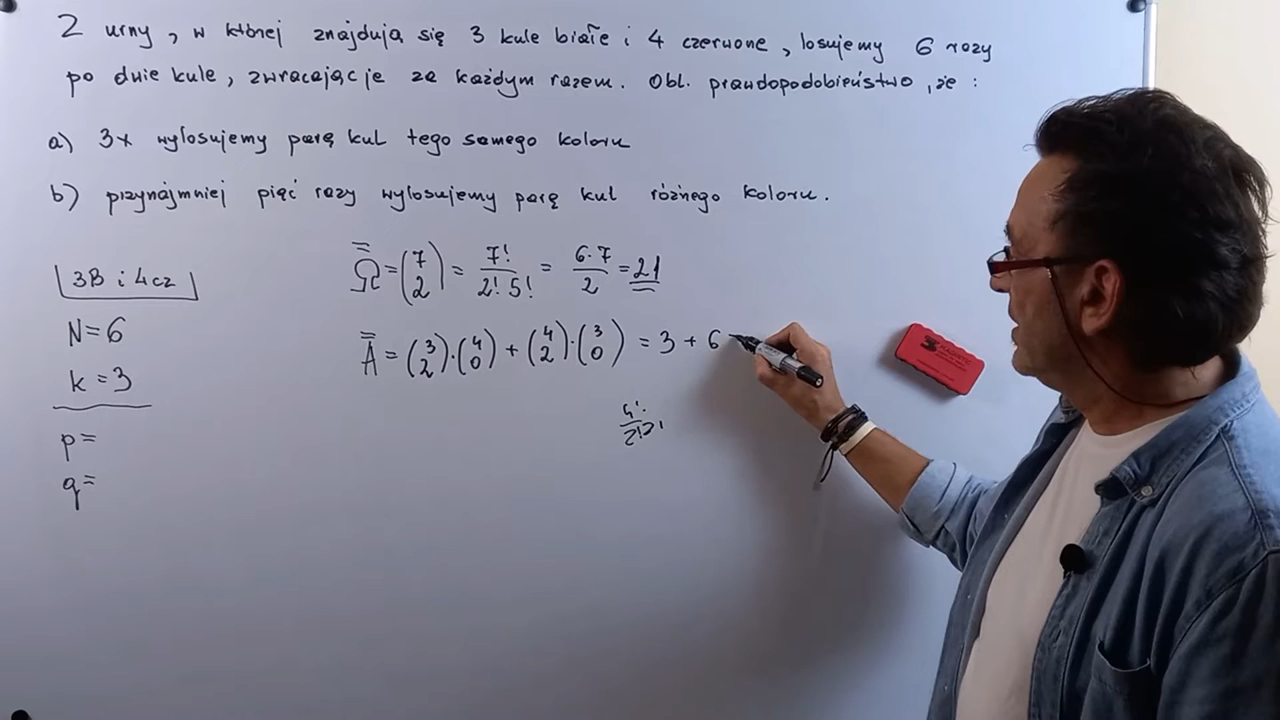 Z urny, w której znajdują się 3 kule białe i 4 czerwone, losujemy 6 razy
po dwie kule, zwracając je za każdym razem. Obl. prawdopodobieństwo, że:
a) 3x wylosujemy parę kul tego samego koloru
b) przynajmniej pięć razy wylosujemy parę kul różnego koloru.
3B i 4cz
N=6
k=3
p=
q=
Ω̿ = (7 2) = 7!/2!5! = 6·7/2 = 21
A̿ = (3 2)·(4 0) + (4 2)·(3 0) = 3 + 6
4!/2!2!